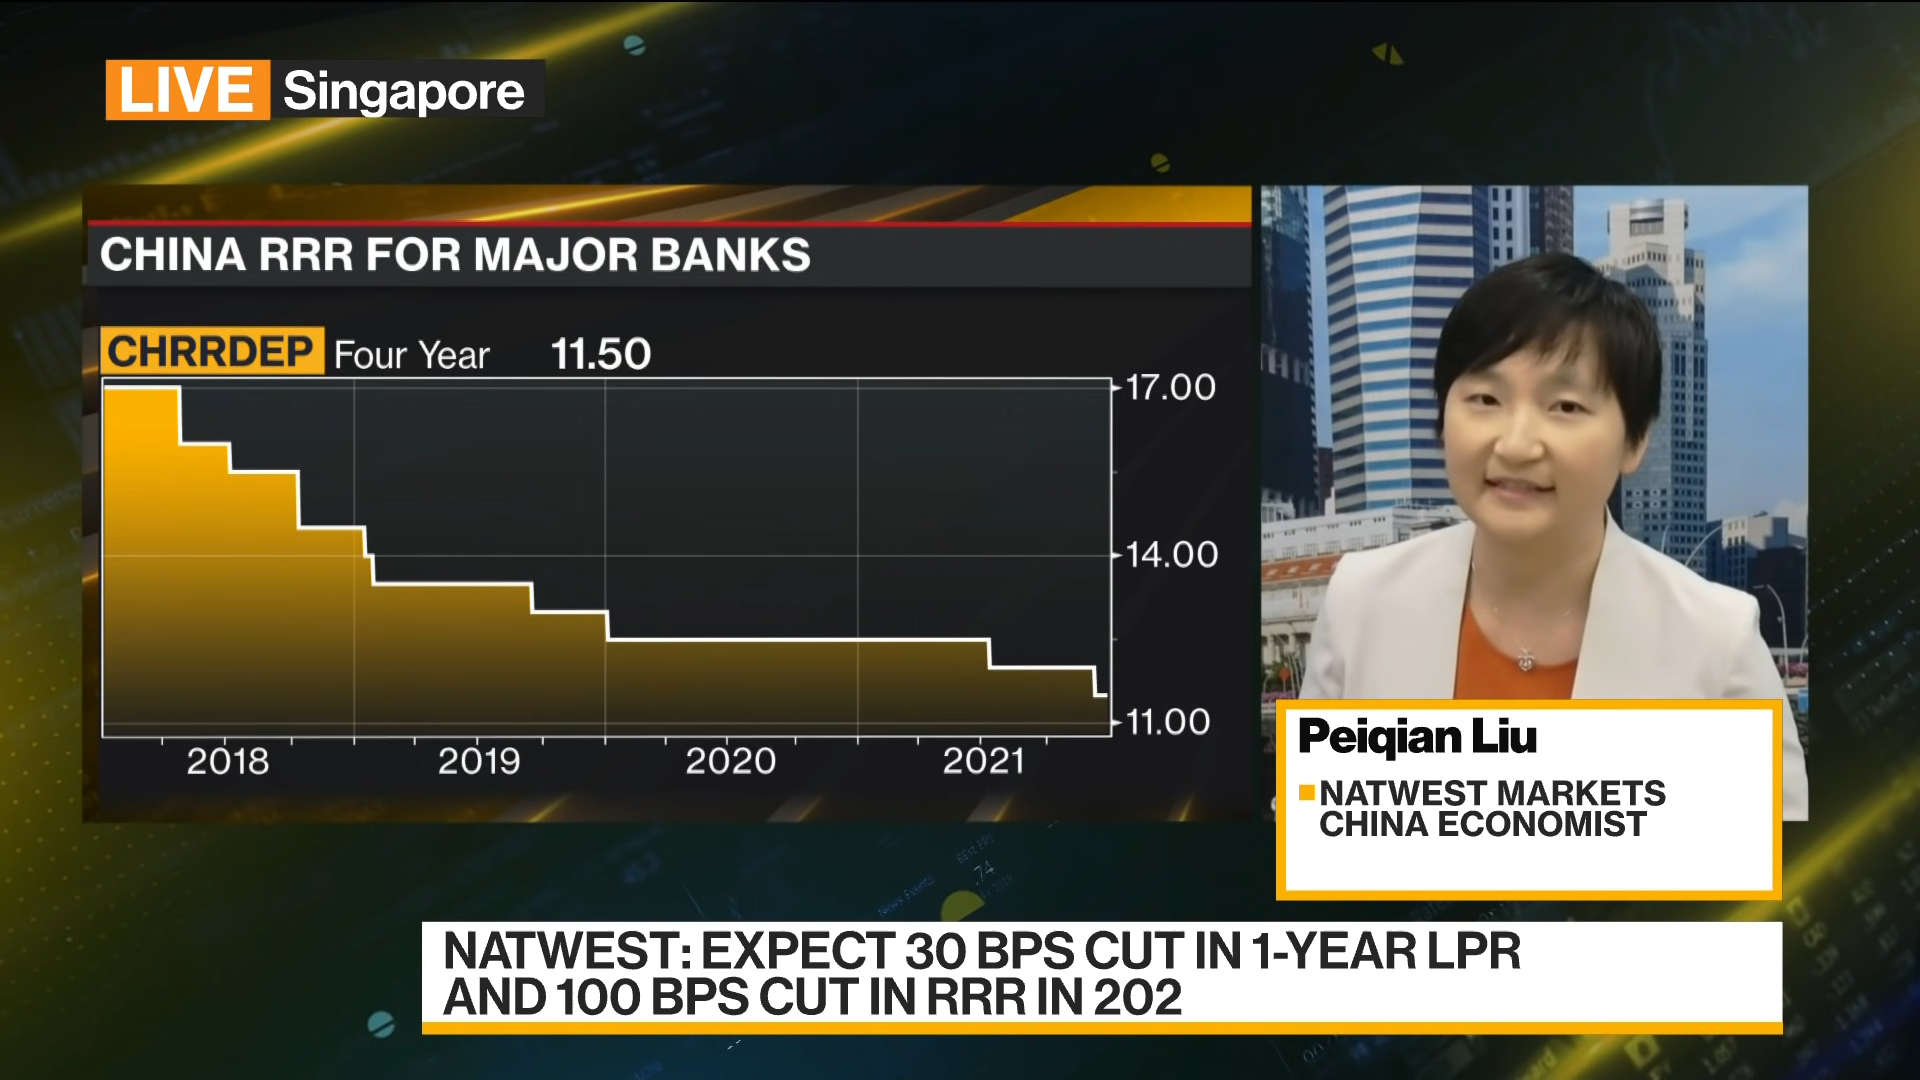 LIVE Singapore
CHINA RRR FOR MAJOR BANKS
CHRRDEP Four Year 11.50
17.00
14.00
11.00
2018 2019 2020 2021
Peiqian Liu
NATWEST MARKETS
CHINA ECONOMIST
NATWEST: EXPECT 30 BPS CUT IN 1-YEAR LPR
AND 100 BPS CUT IN RRR IN 202